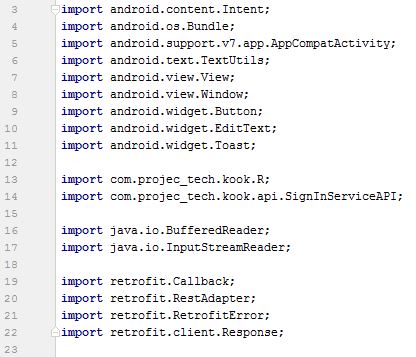 3 import android.content.Intent;
4 import android.os.Bundle;
5 import android.support.v7.app.AppCompatActivity;
6 import android.text.TextUtils;
7 import android.view.View;
8 import android.view.Window;
9 import android.widget.Button;
10 import android.widget.EditText;
11 import android.widget.Toast;
12
13 import com.projec_tech.kook.R;
14 import com.projec_tech.kook.api.SignInServiceAPI;
15
16 import java.io.BufferedReader;
17 import java.io.InputStreamReader;
18
19 import retrofit.Callback;
20 import retrofit.RestAdapter;
21 import retrofit.RetrofitError;
22 import retrofit.client.Response;
23